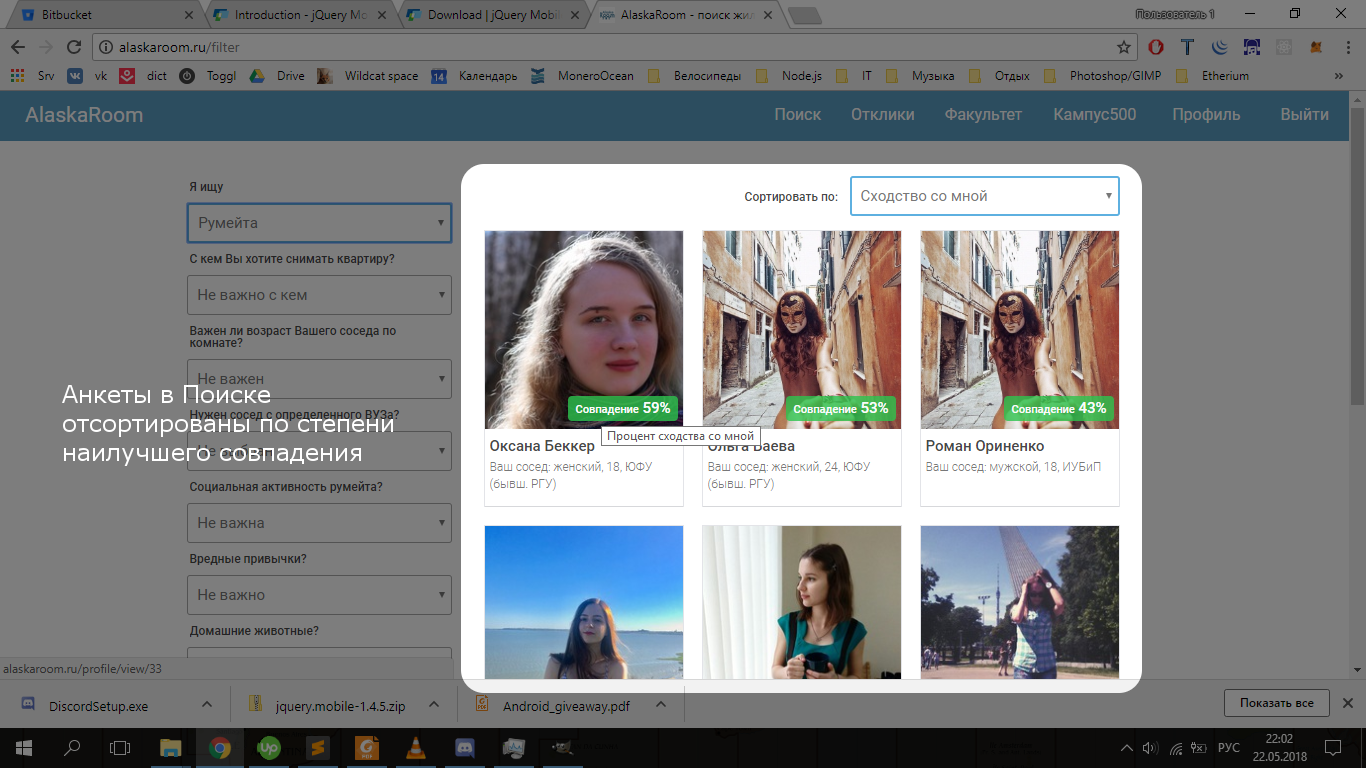 Bitbucket
Introduction - jQuery Mo
Download | jQuery Mobil
AlaskaRoom - поиск жил
Пользователь 1
alaskaroom.ru/filter
Srv
vk
dict
Toggl
Drive
Wildcat space
14
Календарь
MoneroOcean
Велосипеды
Node.js
IT
Музыка
Отдых
Photoshop/GIMP
Etherium
AlaskaRoom
Поиск
Отклики
Факультет
Кампус500
Профиль
Выйти
Я ищу
Румейта
С кем Вы хотите снимать квартиру?
Не важно с кем
Важен ли возраст Вашего соседа по
комнате?
Не важен
Нужен сосед с определенного ВУЗа?
Социальная активность румейта?
Не важна
Вредные привычки?
Не важно
Домашние животные?
Анкеты в Поиске
отсортированы по степени
наилучшего совпадения
Сортировать по:
Сходство со мной
Совпадение 59%
Совпадение 53%
Совпадение 43%
Процент сходства со мной
Оксана Беккер
Ваш сосед: женский, 18, ЮФУ
(бывш. РГУ)
Ольга Баева
Ваш сосед: женский, 24, ЮФУ
(бывш. РГУ)
Роман Ориненко
Ваш сосед: мужской, 18, ИУБиП
alaskaroom.ru/profile/view/33
DiscordSetup.exe
jquery.mobile-1.4.5.zip
Android_giveaway.pdf
Показать все
РУС
22:02
22.05.2018